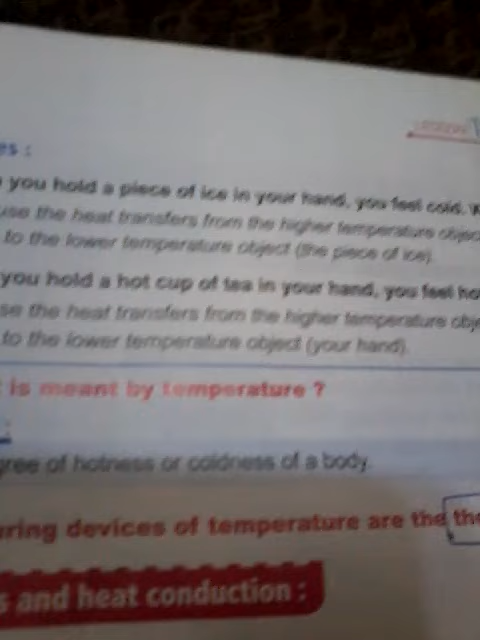 LESSON
es :
you hold a piece of ice in your hand, you feel cold.
use the heat transfers from the higher temperature objec
to the lower temperature object (the piece of ice).
you hold a hot cup of tea in your hand, you feel ho
se the heat transfers from the higher temperature obj
to the lower temperature object (your hand).
is meant by temperature ?
gree of hotness or coldness of a body.
uring devices of temperature are the the
s and heat conduction :